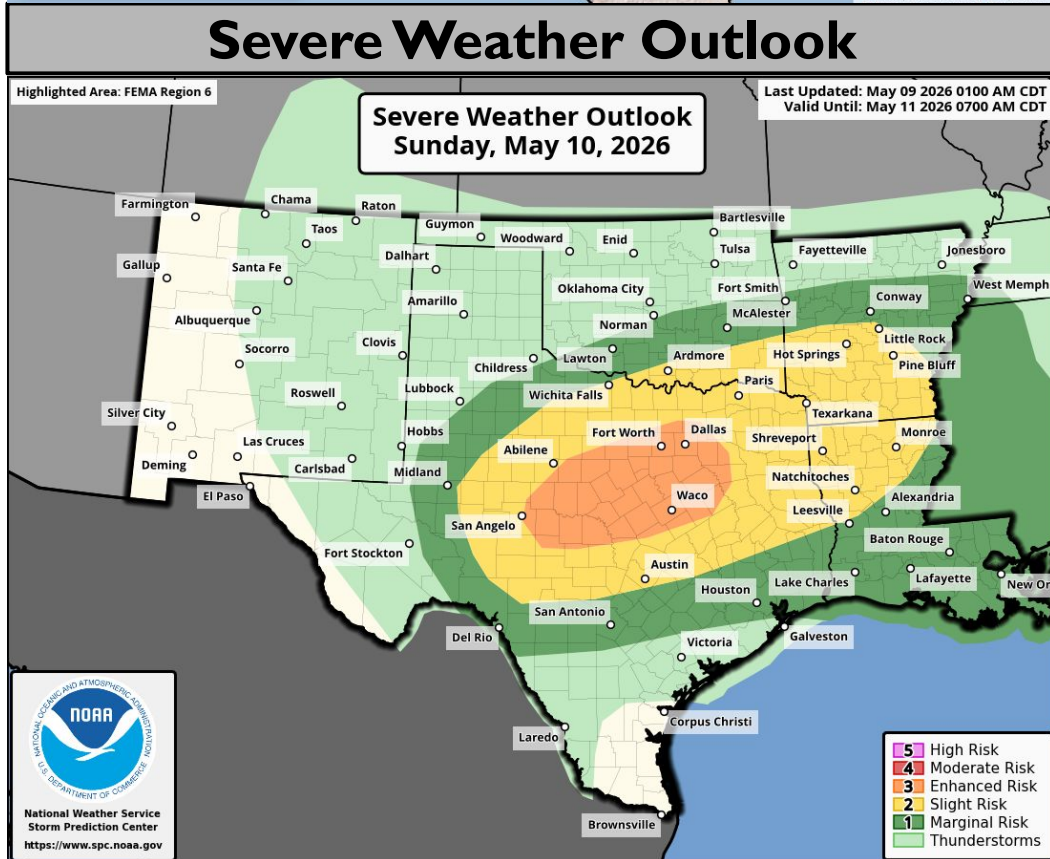 Severe Weather Outlook
Highlighted Area: FEMA Region 6
Last Updated: May 09 2026 0100 AM CDT
Valid Until: May 11 2026 0700 AM CDT
Severe Weather Outlook
Sunday, May 10, 2026
Farmington
Chama
Raton
Taos
Guymon
Woodward
Enid
Bartlesville
Tulsa
Fayetteville
Jonesboro
Gallup
Santa Fe
Dalhart
Oklahoma City
Fort Smith
Conway
West Memph
Albuquerque
Amarillo
Norman
McAlester
Little Rock
Socorro
Clovis
Childress
Lawton
Ardmore
Hot Springs
Pine Bluff
Roswell
Lubbock
Wichita Falls
Paris
Texarkana
Silver City
Las Cruces
Hobbs
Fort Worth
Dallas
Shreveport
Monroe
Deming
Carlsbad
Midland
Abilene
Natchitoches
El Paso
San Angelo
Waco
Leesville
Alexandria
Fort Stockton
Baton Rouge
Austin
Houston
Lake Charles
Lafayette
New Or
San Antonio
Del Rio
Victoria
Galveston
Laredo
Corpus Christi
Brownsville
NATIONAL OCEANIC AND ATMOSPHERIC ADMINISTRATION
NOAA
U.S. DEPARTMENT OF COMMERCE
National Weather Service
Storm Prediction Center
https://www.spc.noaa.gov
5 High Risk
4 Moderate Risk
3 Enhanced Risk
2 Slight Risk
1 Marginal Risk
Thunderstorms